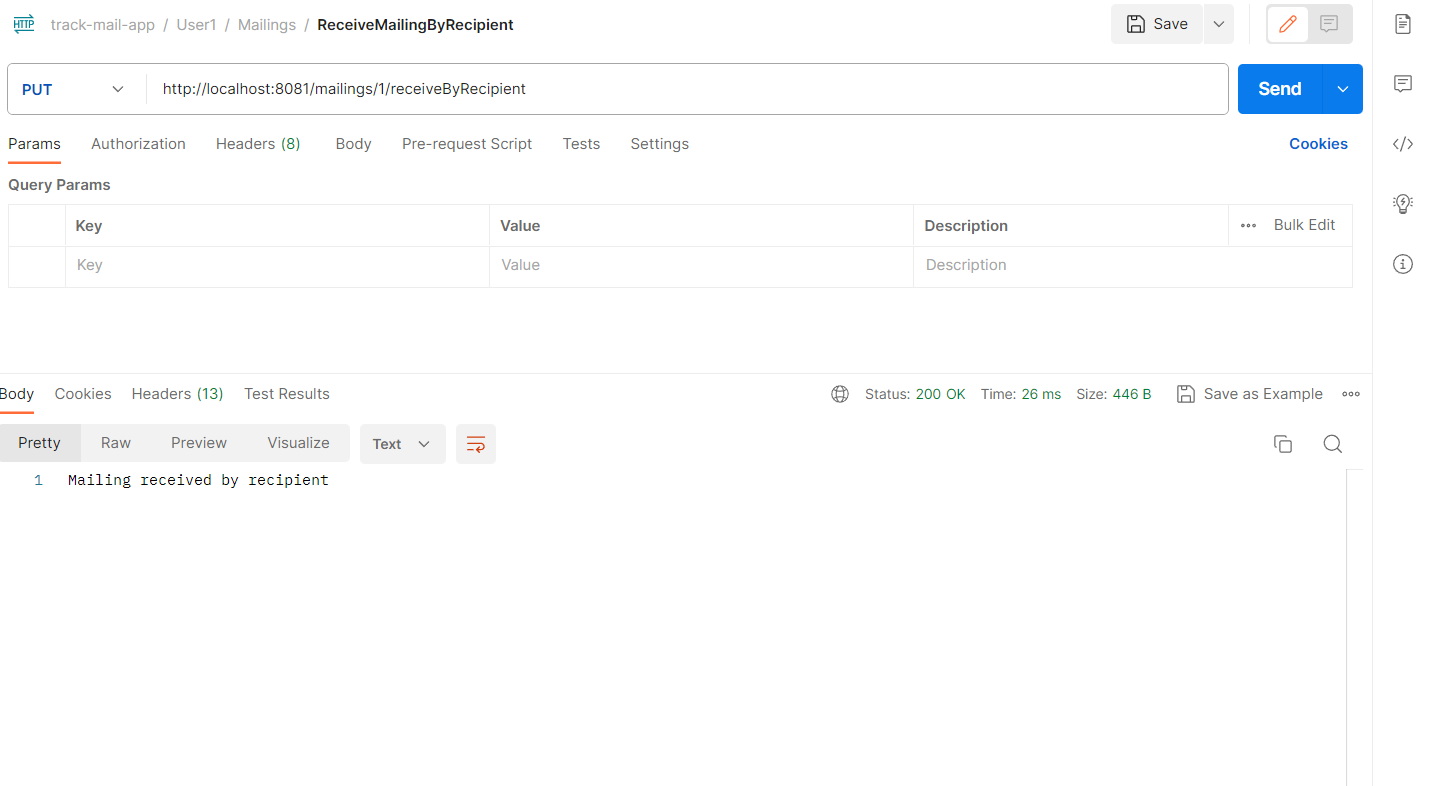 HTTP track-mail-app / User1 / Mailings / ReceiveMailingByRecipient Save
PUT http://localhost:8081/mailings/1/receiveByRecipient Send
Params Authorization Headers (8) Body Pre-request Script Tests Settings Cookies
Query Params
Key Value Description Bulk Edit
Key Value Description
Body Cookies Headers (13) Test Results Status: 200 OK Time: 26 ms Size: 446 B Save as Example
Pretty Raw Preview Visualize Text
1 Mailing received by recipient